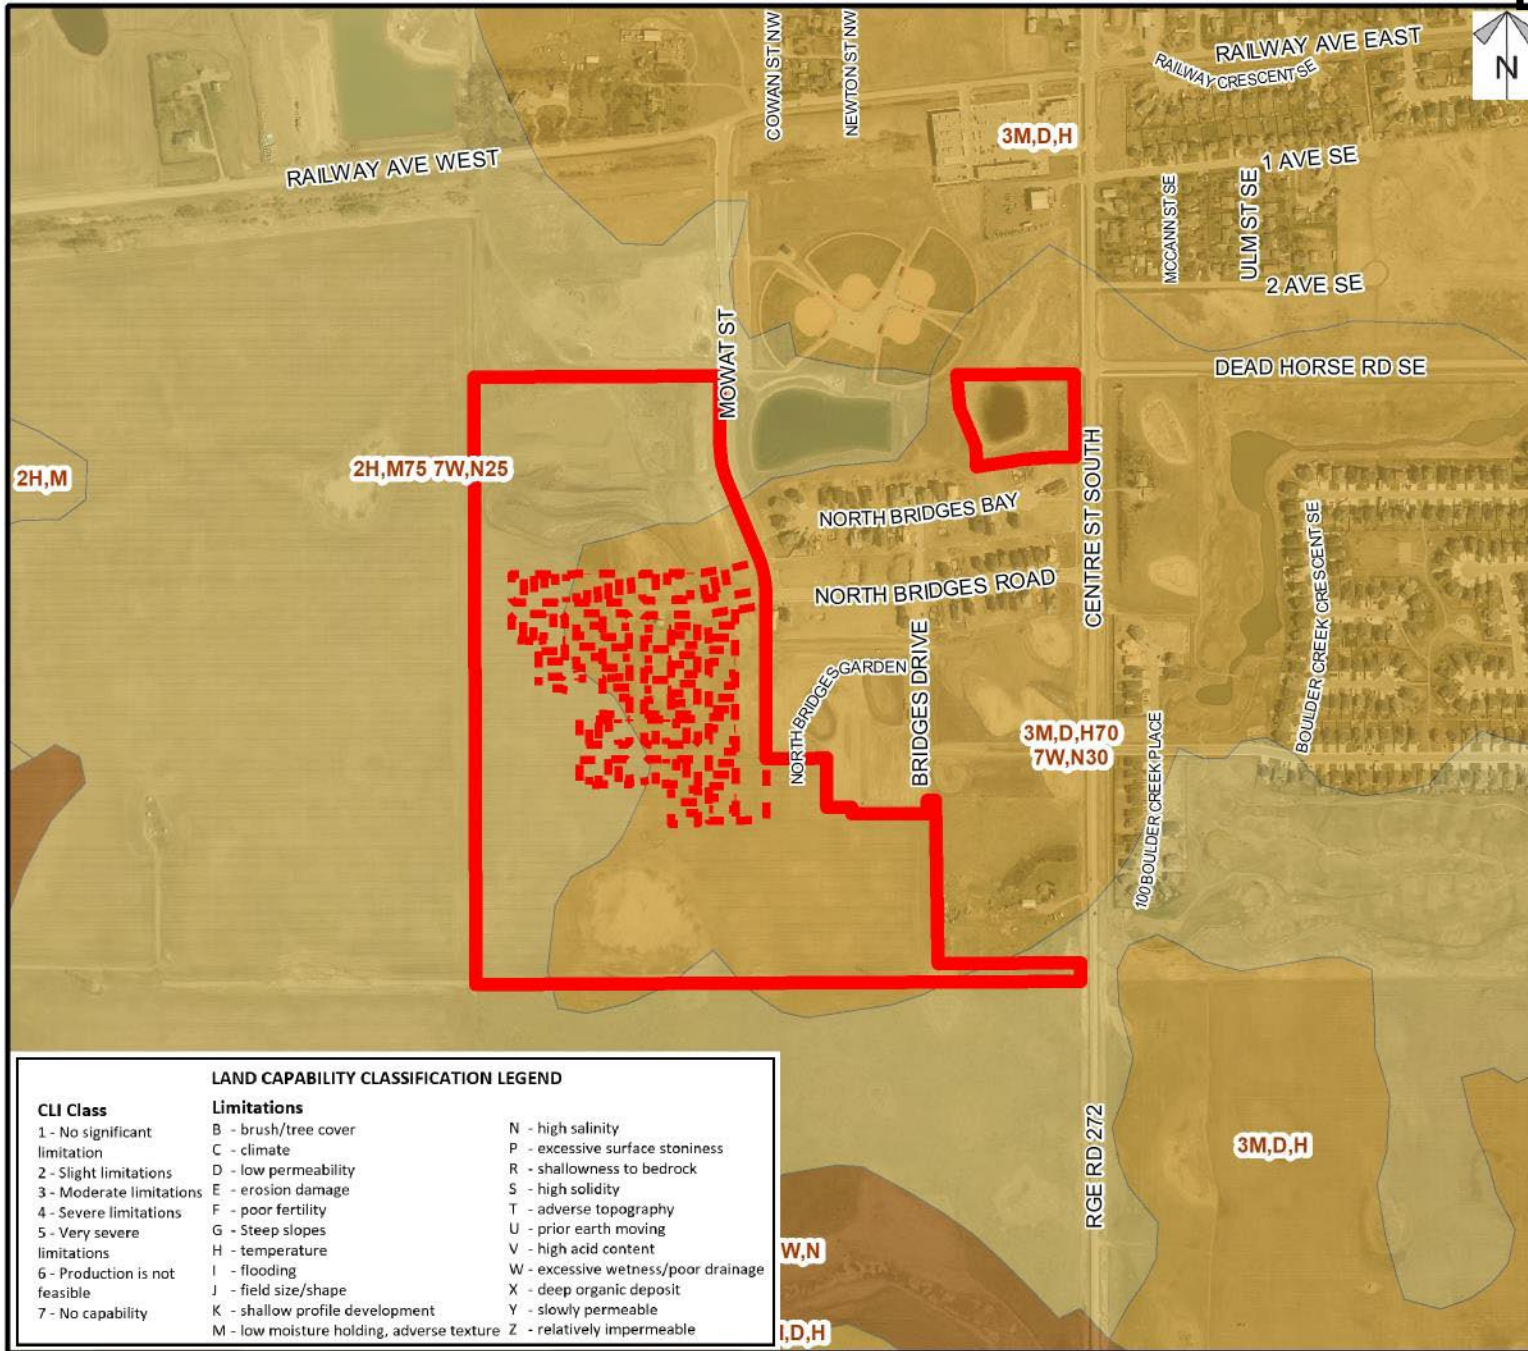 N
RAILWAY AVE EAST
RAILWAY CRESCENT SE
COWAN ST NW
NEWTON ST NW
3M,D,H
RAILWAY AVE WEST
1 AVE SE
MCCANN ST SE
ULM ST SE
2 AVE SE
MOWAT ST
DEAD HORSE RD SE
2H,M
2H,M75 7W,N25
CENTRE ST SOUTH
NORTH BRIDGES BAY
BOULDER CREEK CRESCENT SE
NORTH BRIDGES ROAD
BRIDGES DRIVE
NORTH BRIDGES GARDEN
3M,D,H70
7W,N30
100 BOULDER CREEK PLACE
RGE RD 272
3M,D,H
W,N
,D,H
LAND CAPABILITY CLASSIFICATION LEGEND
CLI Class
1 - No significant
limitation
2 - Slight limitations
3 - Moderate limitations
4 - Severe limitations
5 - Very severe
limitations
6 - Production is not
feasible
7 - No capability
Limitations
B - brush/tree cover
C - climate
D - low permeability
E - erosion damage
F - poor fertility
G - Steep slopes
H - temperature
I - flooding
J - field size/shape
K - shallow profile development
M - low moisture holding, adverse texture
N - high salinity
P - excessive surface stoniness
R - shallowness to bedrock
S - high solidity
T - adverse topography
U - prior earth moving
V - high acid content
W - excessive wetness/poor drainage
X - deep organic deposit
Y - slowly permeable
Z - relatively impermeable